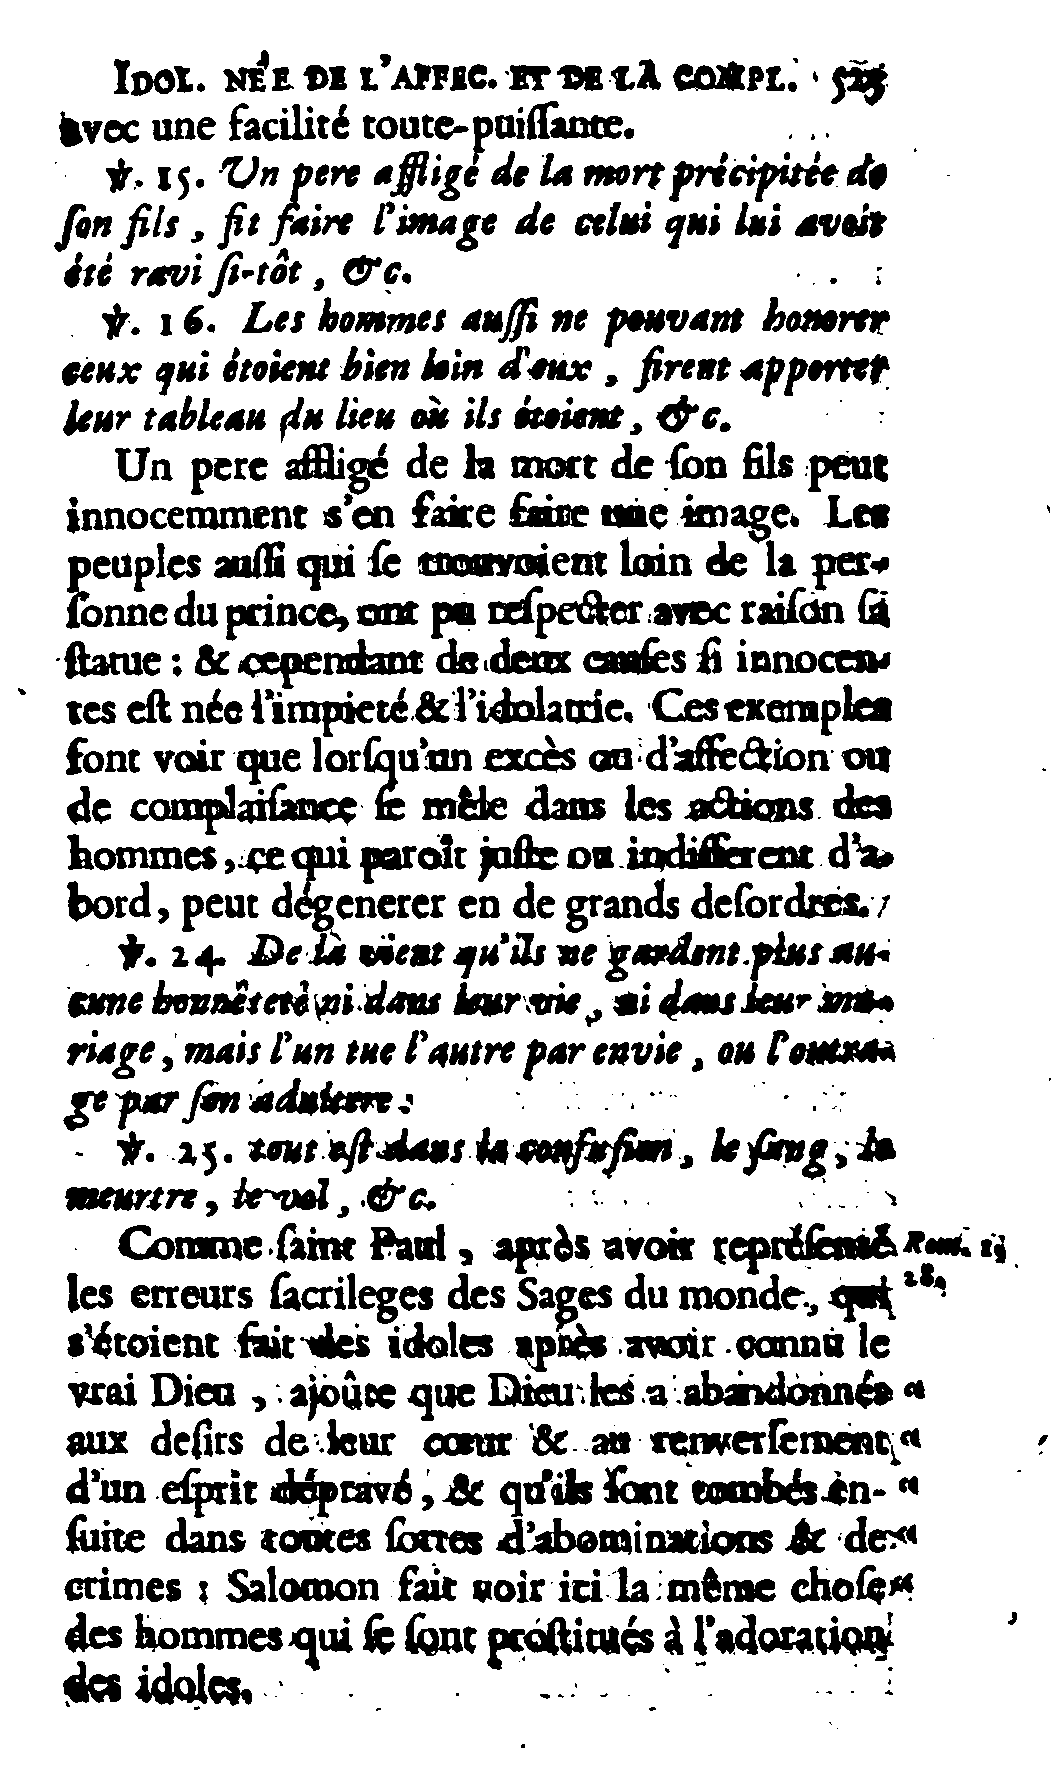 IDOL. NÉE DE L'AFFEC. ET DE LA COMPL. 525
avec une facilité toute-puiſſante.
℣. 15. Un pere affligé de la mort précipitée de
ſon fils, fit faire l'image de celui qui lui avoit
été ravi ſi-tôt, &c.
℣. 16. Les hommes auſſi ne pouvant honorer
ceux qui étoient bien loin d'eux, firent apporter
leur tableau du lieu où ils étoient, &c.
Un pere affligé de la mort de ſon fils peut
innocemment s'en faire faire une image. Les
peuples auſſi qui ſe trouvoient loin de la per-
ſonne du prince, ont pu reſpecter avec raiſon ſa
ſtatue : & cependant de deux cauſes ſi innocen-
tes eſt née l'impieté & l'idolatrie. Ces exemples
font voir que lorſqu'un excès ou d'affection ou
de complaiſance ſe mêle dans les actions des
hommes, ce qui paroît juſte ou indifferent d'a-
bord, peut dégenerer en de grands deſordres.
℣. 24. De là vient qu'ils ne gardent plus au-
cune honnêteté ni dans leur vie, ni dans leur ma-
riage, mais l'un tue l'autre par envie, ou l'outra-
ge par ſon adultere :
℣. 25. tout eſt dans la confuſion, le ſang, le
meurtre, le vol, &c.
Comme ſaint Paul, après avoir repréſenté Rom. 1.
les erreurs ſacrileges des Sages du monde, qui 28.
s'étoient fait des idoles après avoir connu le
vrai Dieu, ajoûte que Dieu les a abandonnés “
aux deſirs de leur cœur & au renverſement “
d'un eſprit dépravé, & qu'ils ſont tombés en- “
ſuite dans toutes ſortes d'abominations & de “
crimes ; Salomon fait voir ici la même choſe “
des hommes qui ſe ſont proſtitués à l'adoration
des idoles.